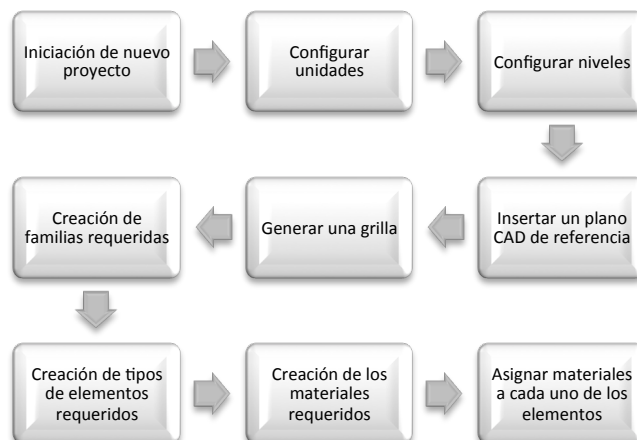 Iniciación de nuevo
proyecto
Configurar
unidades
Configurar niveles
Insertar un plano
CAD de referencia
Generar una grilla
Creación de
familias requeridas
Creación de tipos
de elementos
requeridos
Creación de los
materiales
requeridos
Asignar materiales
a cada uno de los
elementos